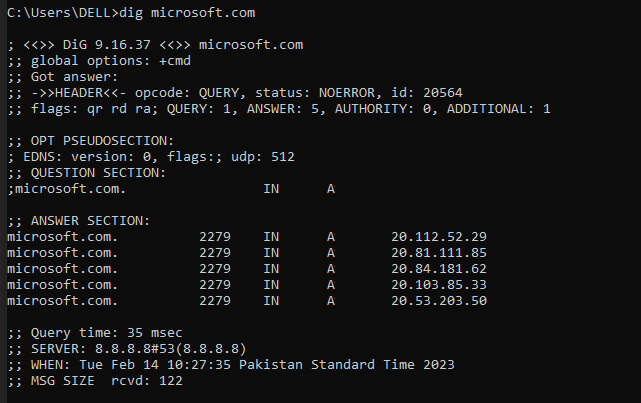 C:\Users\DELL>dig microsoft.com
; <<>> DiG 9.16.37 <<>> microsoft.com
;; global options: +cmd
;; Got answer:
;; ->>HEADER<<- opcode: QUERY, status: NOERROR, id: 20564
;; flags: qr rd ra; QUERY: 1, ANSWER: 5, AUTHORITY: 0, ADDITIONAL: 1
;; OPT PSEUDOSECTION:
; EDNS: version: 0, flags:; udp: 512
;; QUESTION SECTION:
;microsoft.com. IN A
;; ANSWER SECTION:
microsoft.com. 2279 IN A 20.112.52.29
microsoft.com. 2279 IN A 20.81.111.85
microsoft.com. 2279 IN A 20.84.181.62
microsoft.com. 2279 IN A 20.103.85.33
microsoft.com. 2279 IN A 20.53.203.50
;; Query time: 35 msec
;; SERVER: 8.8.8.8#53(8.8.8.8)
;; WHEN: Tue Feb 14 10:27:35 Pakistan Standard Time 2023
;; MSG SIZE rcvd: 122